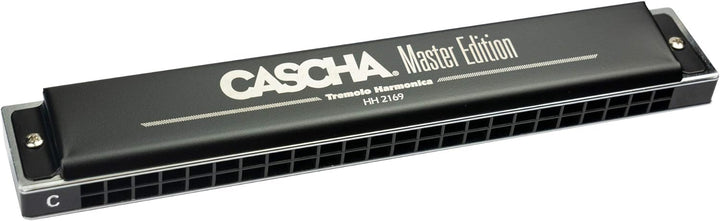 CASCHA® Master Edition
Tremolo Harmonica
HH 2169
C